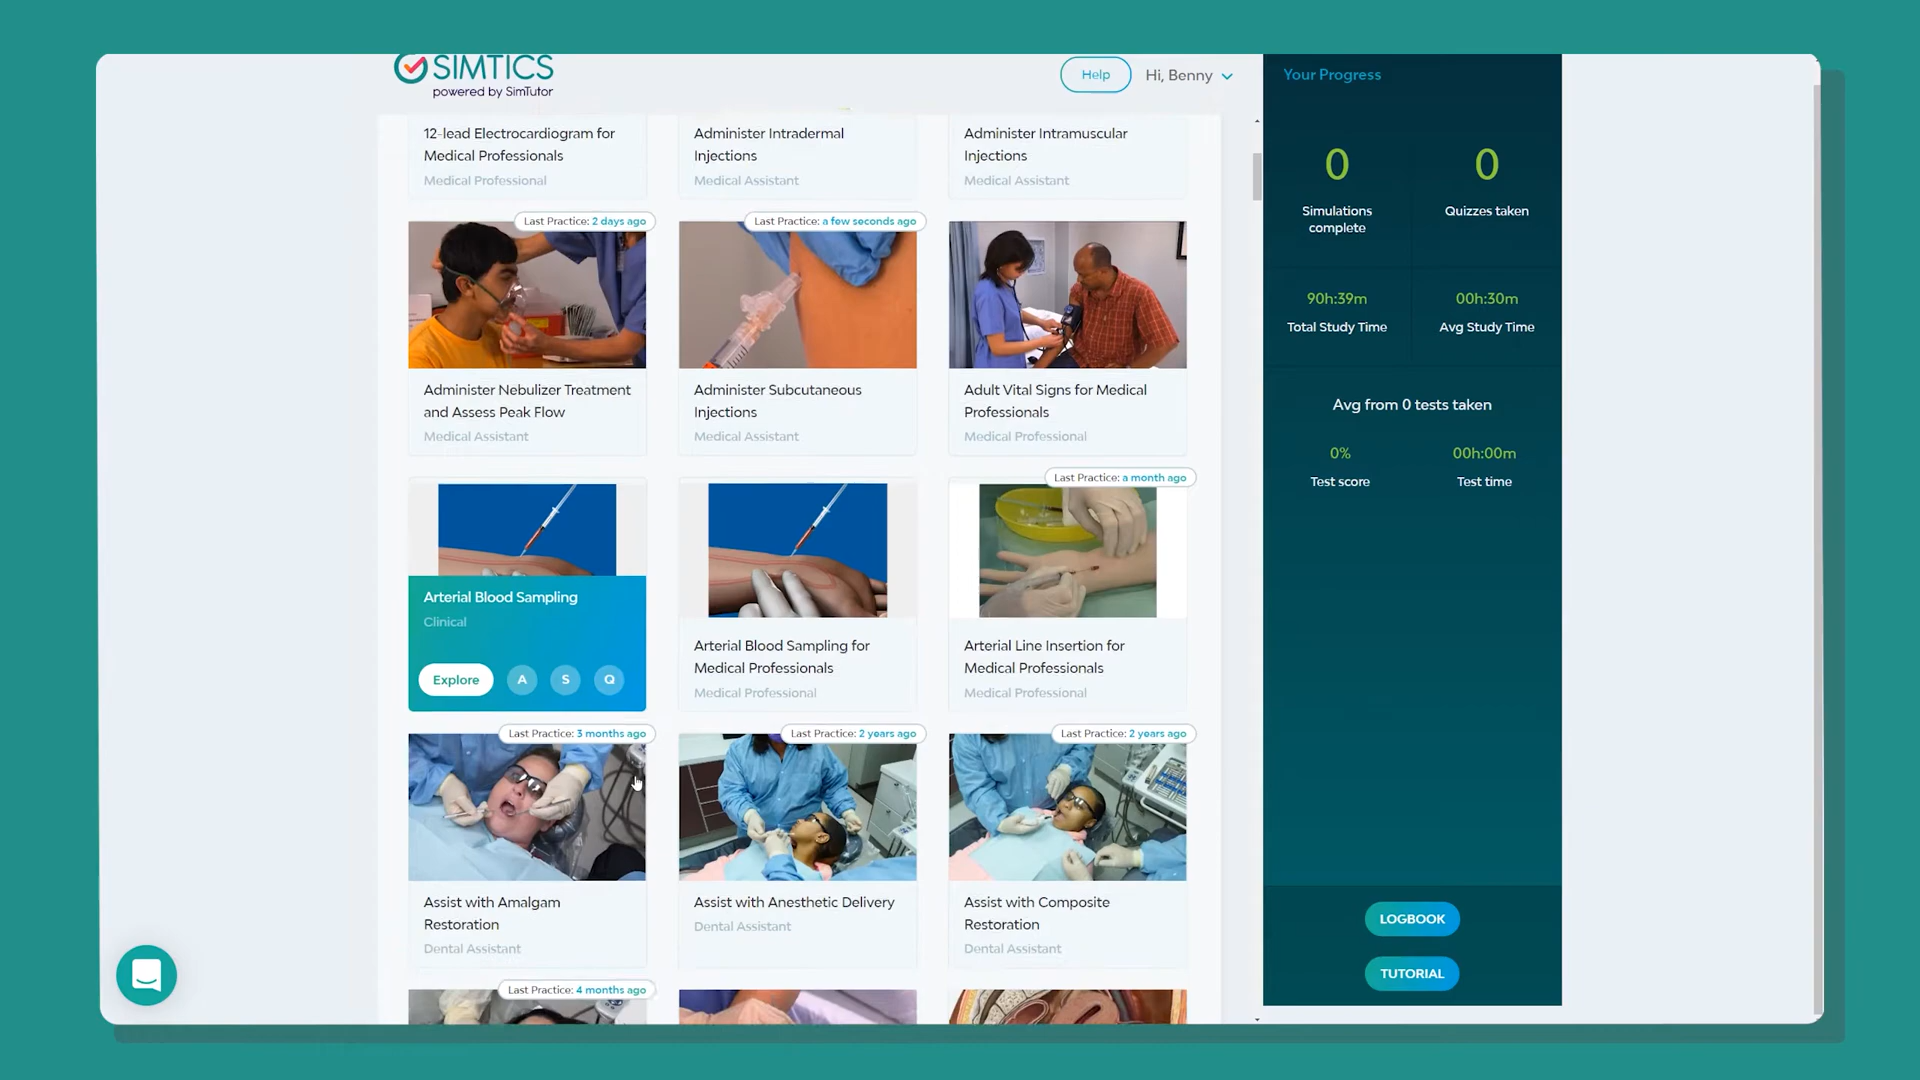 SIMTICS
powered by SimTutor
Help
Hi, Benny
12-lead Electrocardiogram for
Medical Professionals
Medical Professional
Administer Intradermal
Injections
Medical Assistant
Administer Intramuscular
Injections
Medical Assistant
Last Practice: 2 days ago
Administer Nebulizer Treatment
and Assess Peak Flow
Medical Assistant
Last Practice: a few seconds ago
Administer Subcutaneous
Injections
Medical Assistant
Adult Vital Signs for Medical
Professionals
Medical Professional
Arterial Blood Sampling
Clinical
Explore
A
S
Q
Arterial Blood Sampling for
Medical Professionals
Medical Professional
Last Practice: a month ago
Arterial Line Insertion for
Medical Professionals
Medical Professional
Last Practice: 3 months ago
Assist with Amalgam
Restoration
Dental Assistant
Last Practice: 2 years ago
Assist with Anesthetic Delivery
Dental Assistant
Last Practice: 2 years ago
Assist with Composite
Restoration
Dental Assistant
Last Practice: 4 months ago
Your Progress
0
Simulations
complete
0
Quizzes taken
90h:39m
Total Study Time
00h:30m
Avg Study Time
Avg from 0 tests taken
0%
Test score
00h:00m
Test time
LOGBOOK
TUTORIAL